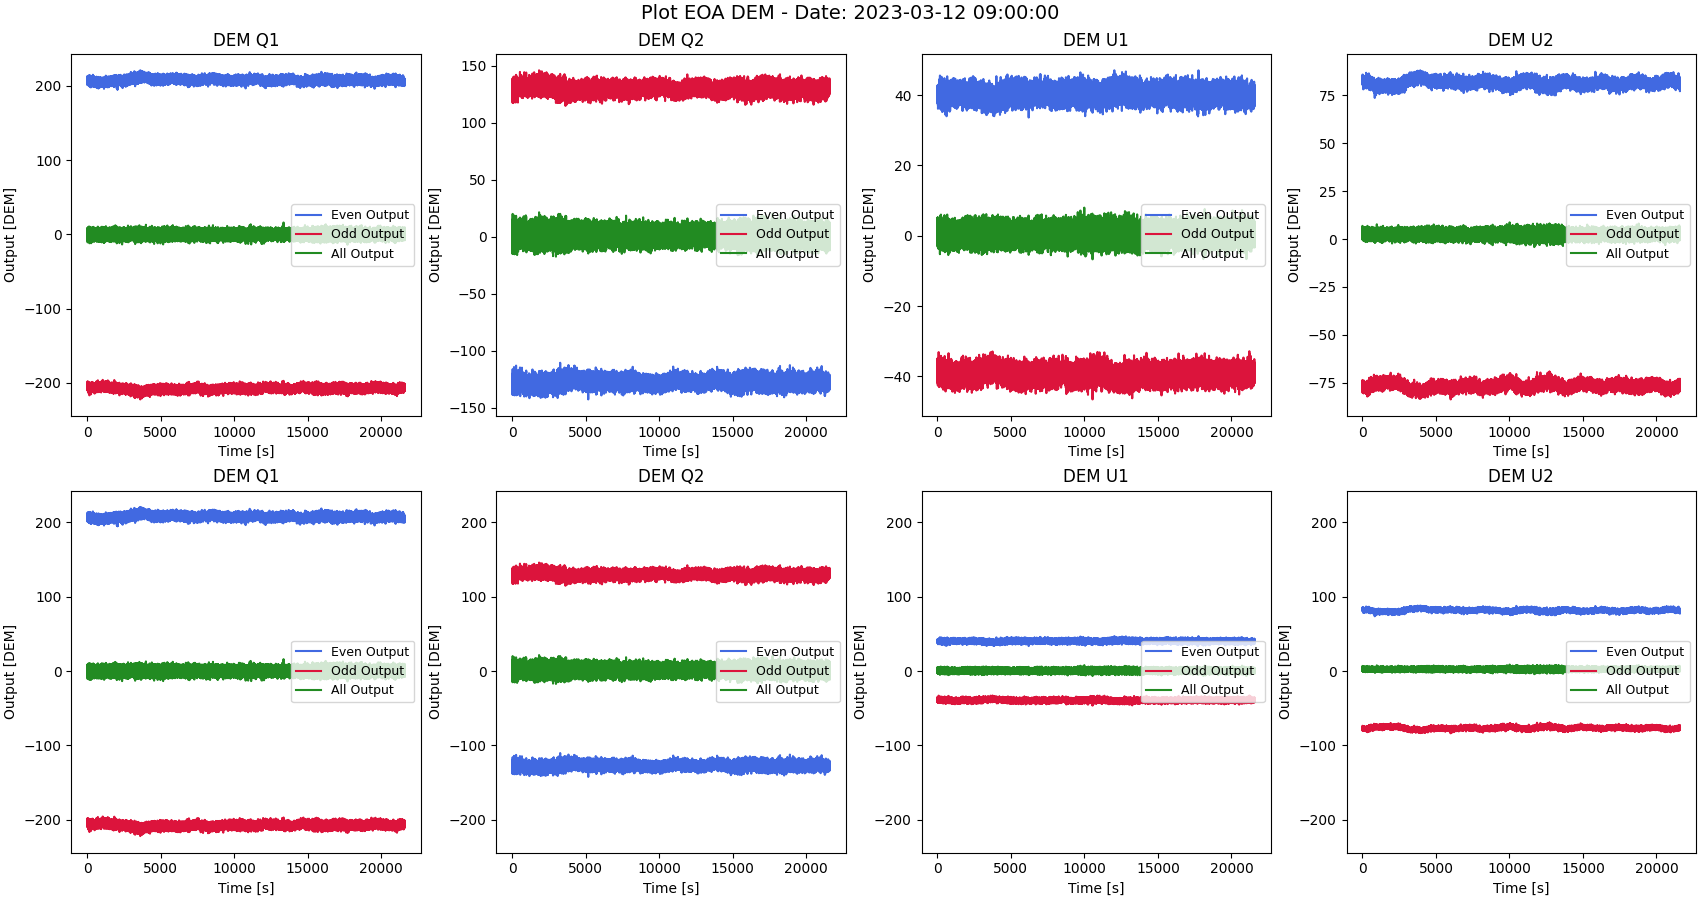 Plot EOA DEM - Date: 2023-03-12 09:00:00
DEM Q1
Output [DEM]
200
100
0
−100
−200
Even Output
Odd Output
All Output
0 5000 10000 15000 20000
Time [s]
DEM Q2
Output [DEM]
150
100
50
0
−50
−100
−150
Even Output
Odd Output
All Output
0 5000 10000 15000 20000
Time [s]
DEM U1
Output [DEM]
40
20
0
−20
−40
Even Output
Odd Output
All Output
0 5000 10000 15000 20000
Time [s]
DEM U2
Output [DEM]
75
50
25
0
−25
−50
−75
Even Output
Odd Output
All Output
0 5000 10000 15000 20000
Time [s]
DEM Q1
Output [DEM]
200
100
0
−100
−200
Even Output
Odd Output
All Output
0 5000 10000 15000 20000
Time [s]
DEM Q2
Output [DEM]
200
100
0
−100
−200
Even Output
Odd Output
All Output
0 5000 10000 15000 20000
Time [s]
DEM U1
Output [DEM]
200
100
0
−100
−200
Even Output
Odd Output
All Output
0 5000 10000 15000 20000
Time [s]
DEM U2
Output [DEM]
200
100
0
−100
−200
Even Output
Odd Output
All Output
0 5000 10000 15000 20000
Time [s]